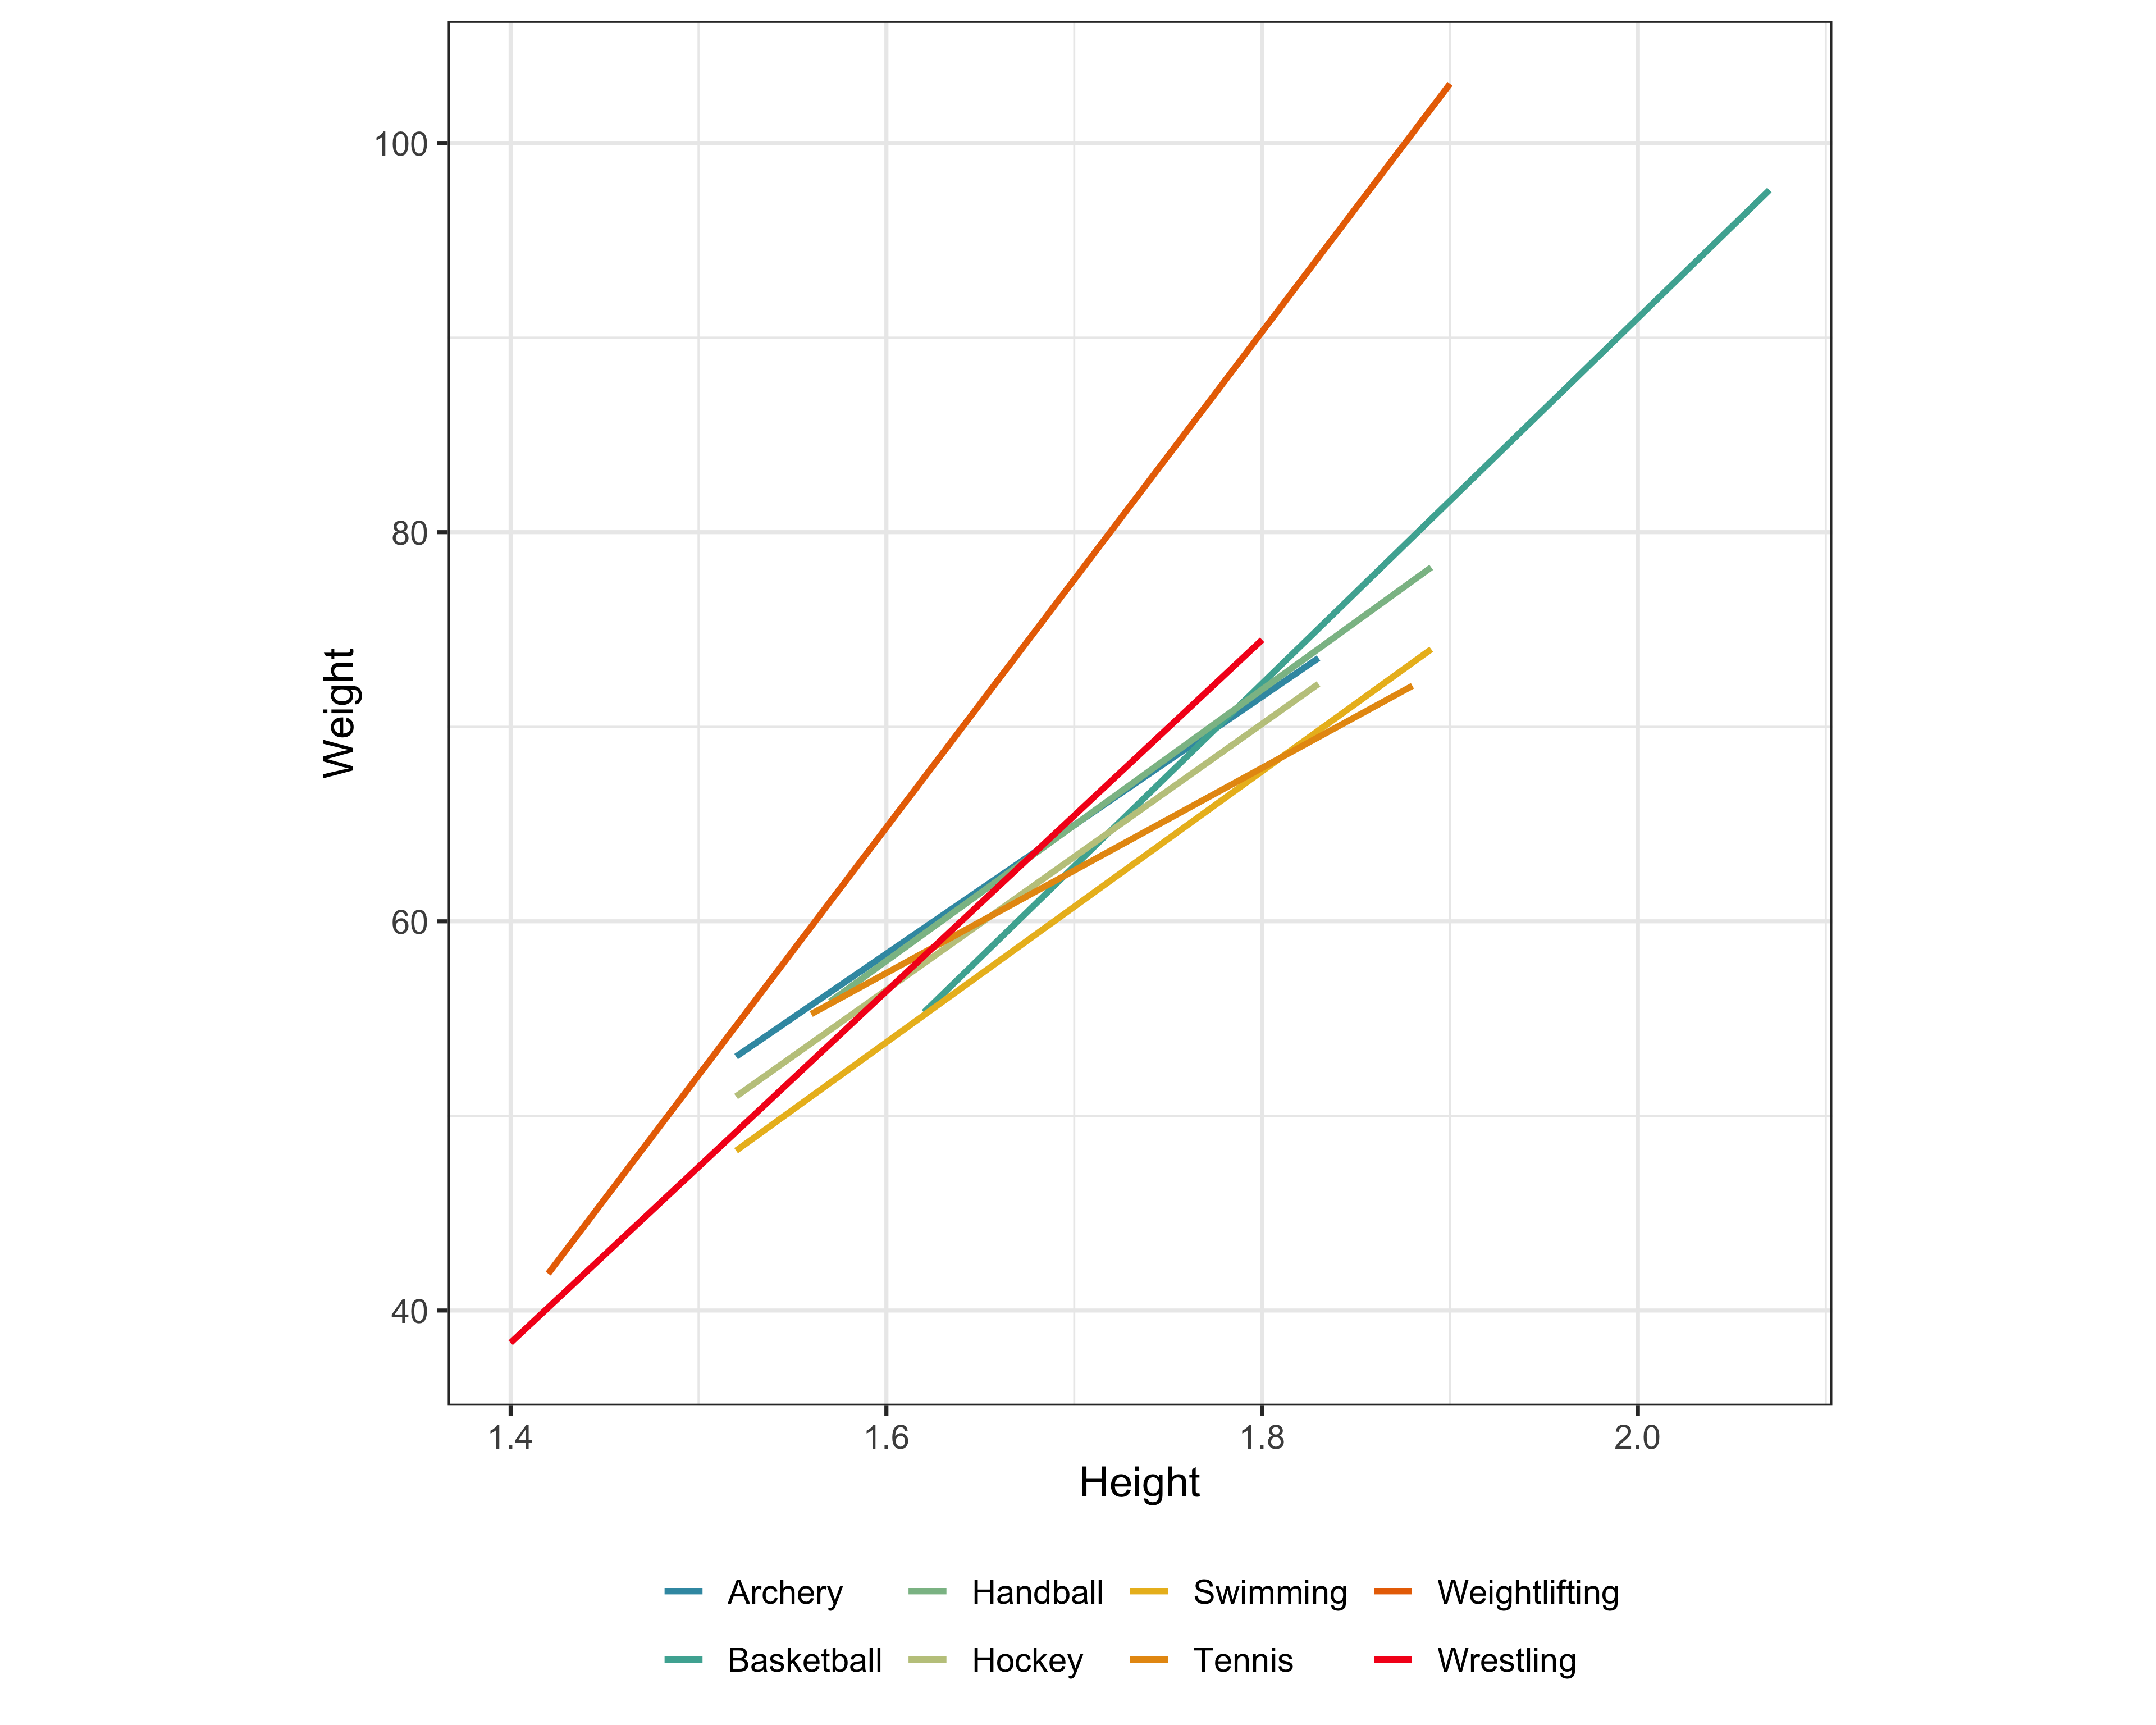 100
80
60
40
Weight
1.4 1.6 1.8 2.0
Height
Archery Handball Swimming Weightlifting
Basketball Hockey Tennis Wrestling